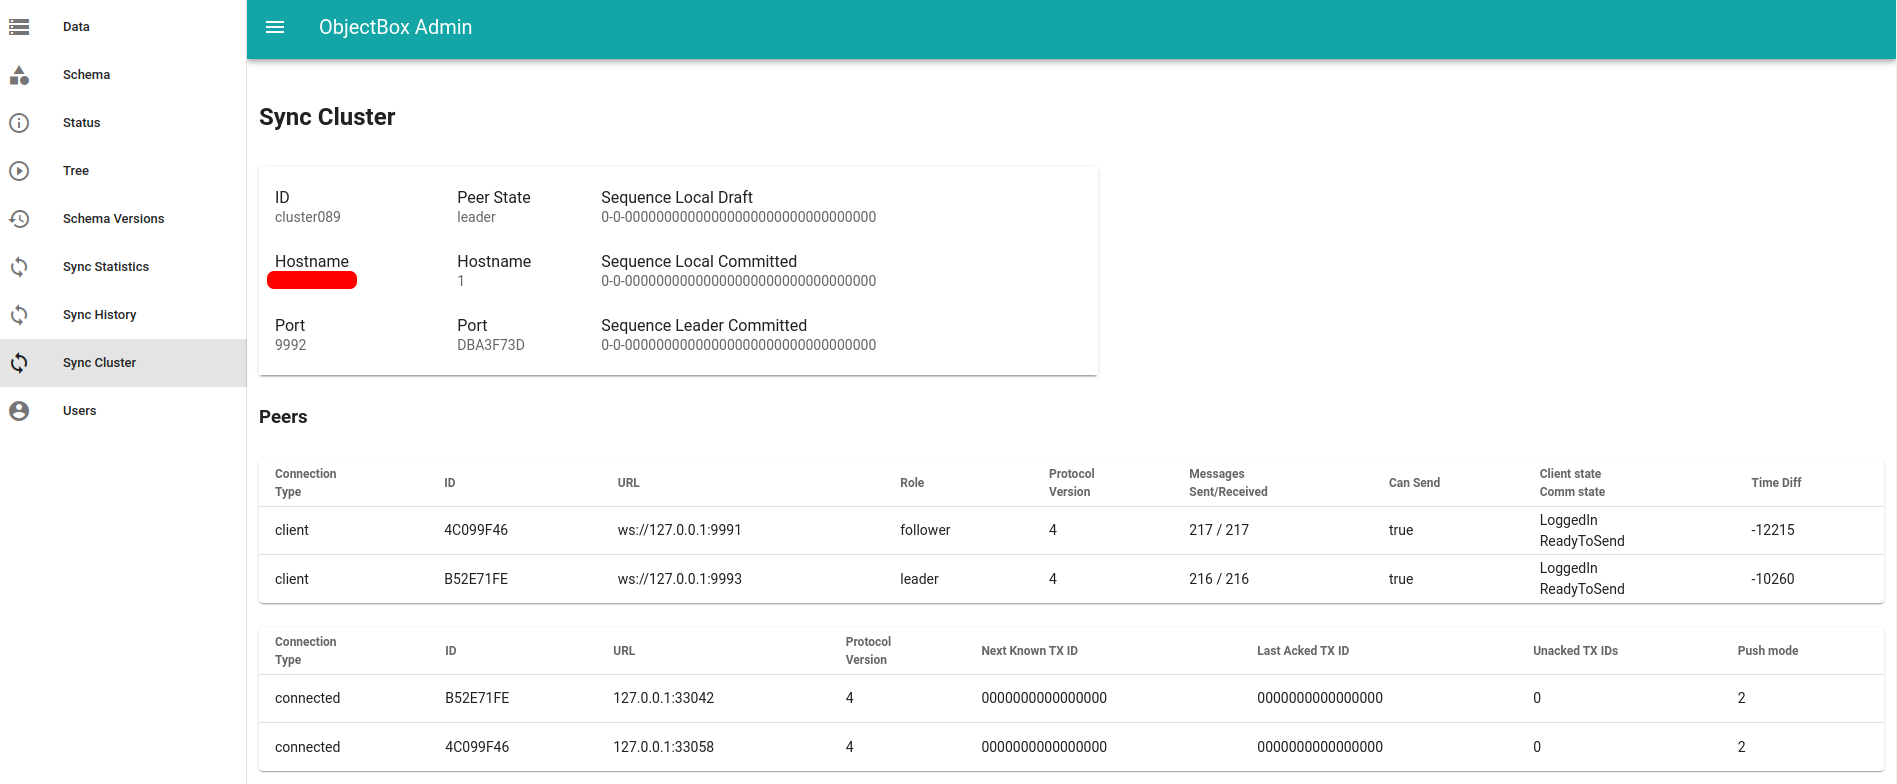 Data
Schema
Status
Tree
Schema Versions
Sync Statistics
Sync History
Sync Cluster
Users
ObjectBox Admin
Sync Cluster
ID Peer State Sequence Local Draft
cluster089 leader 0-0-00000000000000000000000000000000
Hostname Hostname Sequence Local Committed
1 0-0-00000000000000000000000000000000
Port Port Sequence Leader Committed
9992 DBA3F73D 0-0-00000000000000000000000000000000
Peers
Connection Type ID URL Role Protocol Version Messages Sent/Received Can Send Client state Comm state Time Diff
client 4C099F46 ws://127.0.0.1:9991 follower 4 217 / 217 true LoggedIn ReadyToSend -12215
client B52E71FE ws://127.0.0.1:9993 leader 4 216 / 216 true LoggedIn ReadyToSend -10260
Connection Type ID URL Protocol Version Next Known TX ID Last Acked TX ID Unacked TX IDs Push mode
connected B52E71FE 127.0.0.1:33042 4 0000000000000000 0000000000000000 0 2
connected 4C099F46 127.0.0.1:33058 4 0000000000000000 0000000000000000 0 2